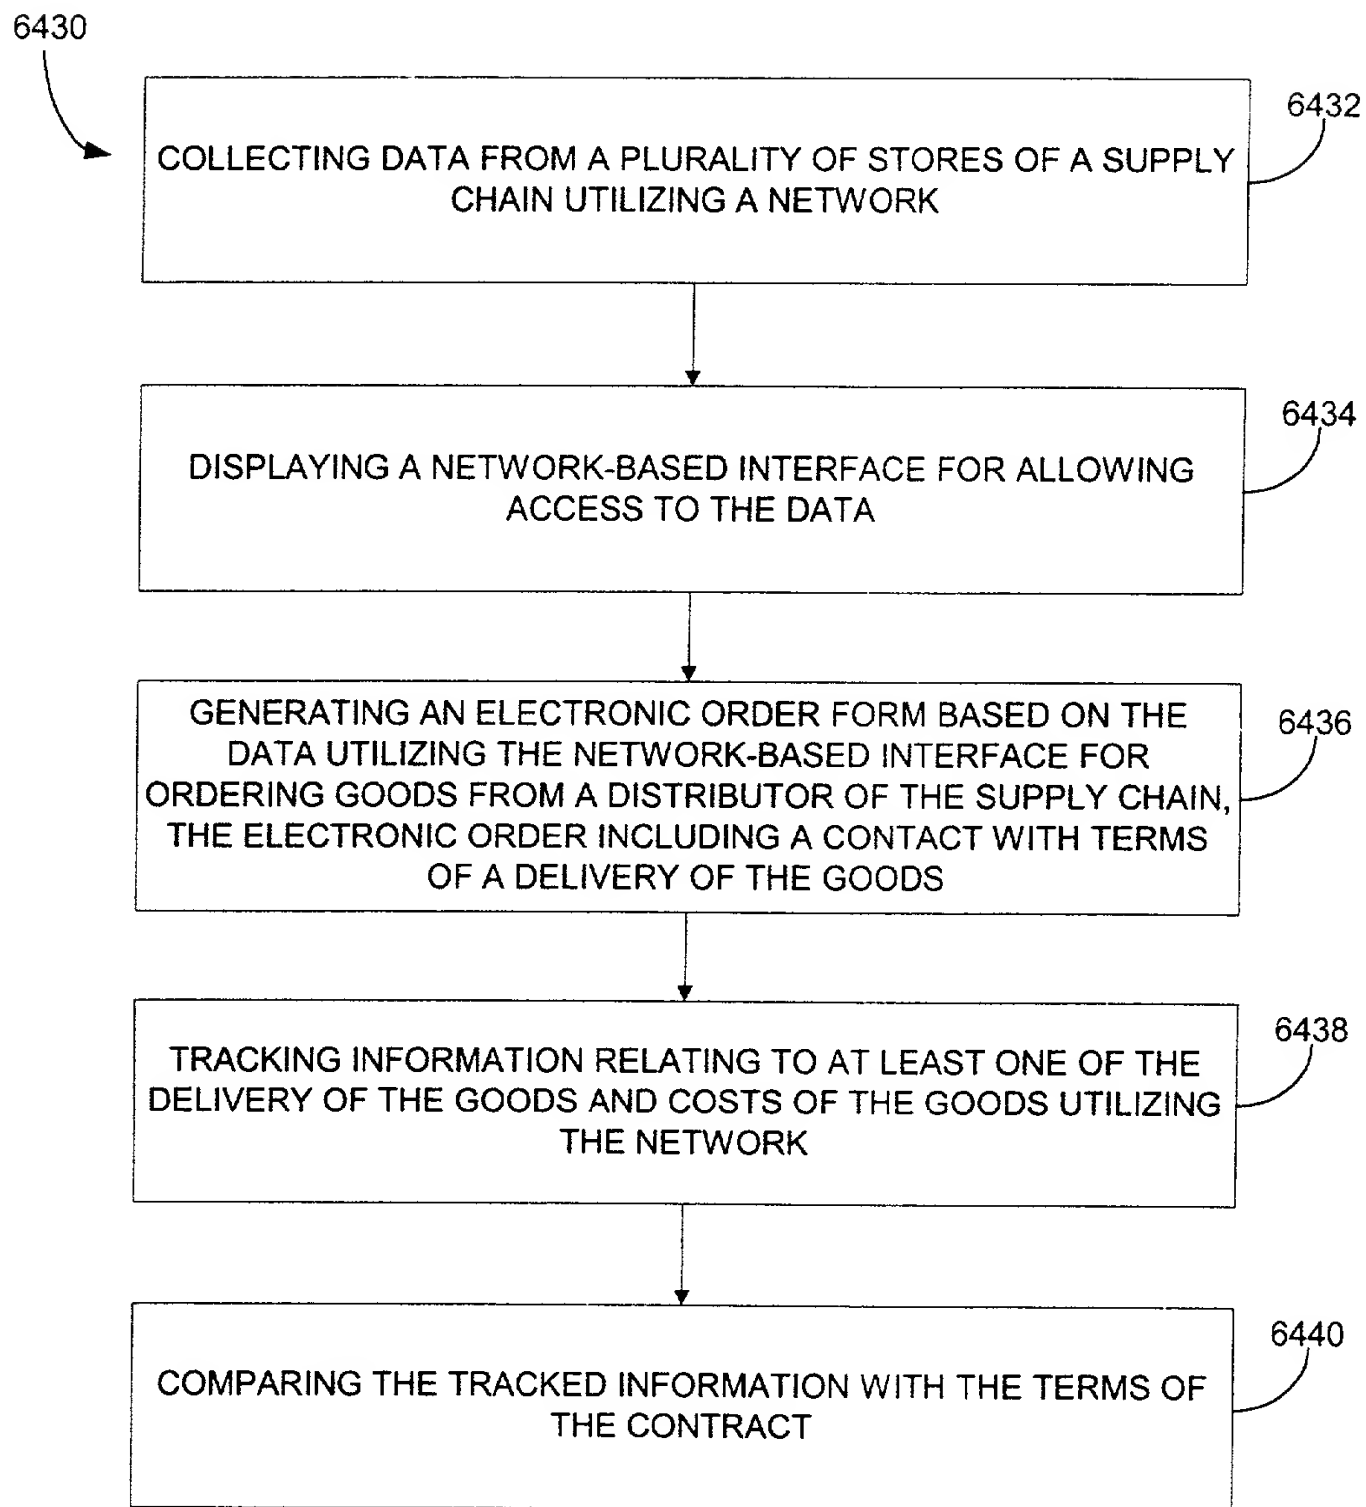 6430
6432
COLLECTING DATA FROM A PLURALITY OF STORES OF A SUPPLY
CHAIN UTILIZING A NETWORK
6434
DISPLAYING A NETWORK-BASED INTERFACE FOR ALLOWING
ACCESS TO THE DATA
6436
GENERATING AN ELECTRONIC ORDER FORM BASED ON THE
DATA UTILIZING THE NETWORK-BASED INTERFACE FOR
ORDERING GOODS FROM A DISTRIBUTOR OF THE SUPPLY CHAIN,
THE ELECTRONIC ORDER INCLUDING A CONTACT WITH TERMS
OF A DELIVERY OF THE GOODS
6438
TRACKING INFORMATION RELATING TO AT LEAST ONE OF THE
DELIVERY OF THE GOODS AND COSTS OF THE GOODS UTILIZING
THE NETWORK
6440
COMPARING THE TRACKED INFORMATION WITH THE TERMS OF
THE CONTRACT